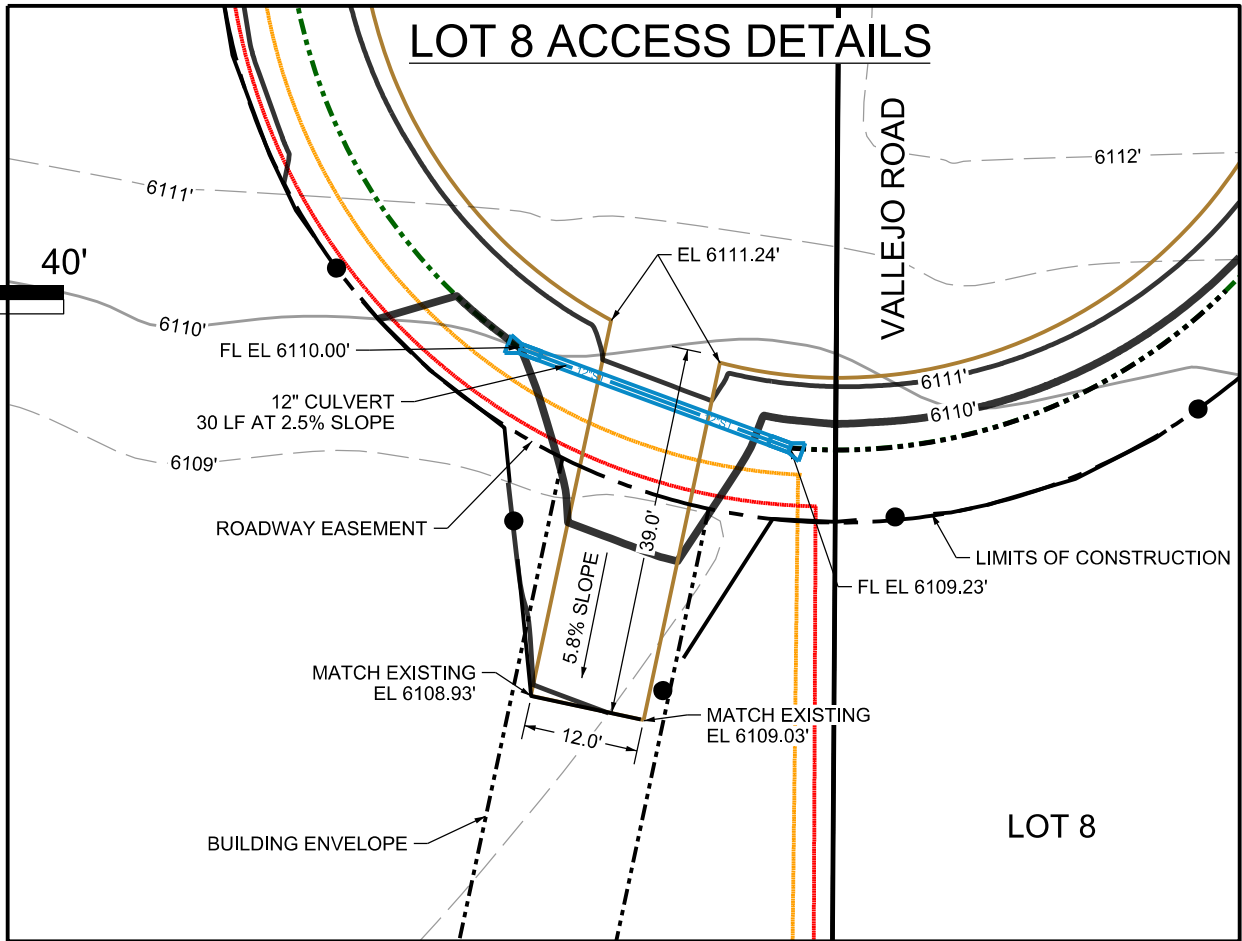 LOT 8 ACCESS DETAILS
VALLEJO ROAD
6112'
6111'
40'
EL 6111.24'
6110'
FL EL 6110.00'
12" CULVERT
30 LF AT 2.5% SLOPE
6111'
6110'
6109'
ROADWAY EASEMENT
39.0'
LIMITS OF CONSTRUCTION
FL EL 6109.23'
5.8% SLOPE
MATCH EXISTING
EL 6108.93'
MATCH EXISTING
EL 6109.03'
12.0'
BUILDING ENVELOPE
LOT 8